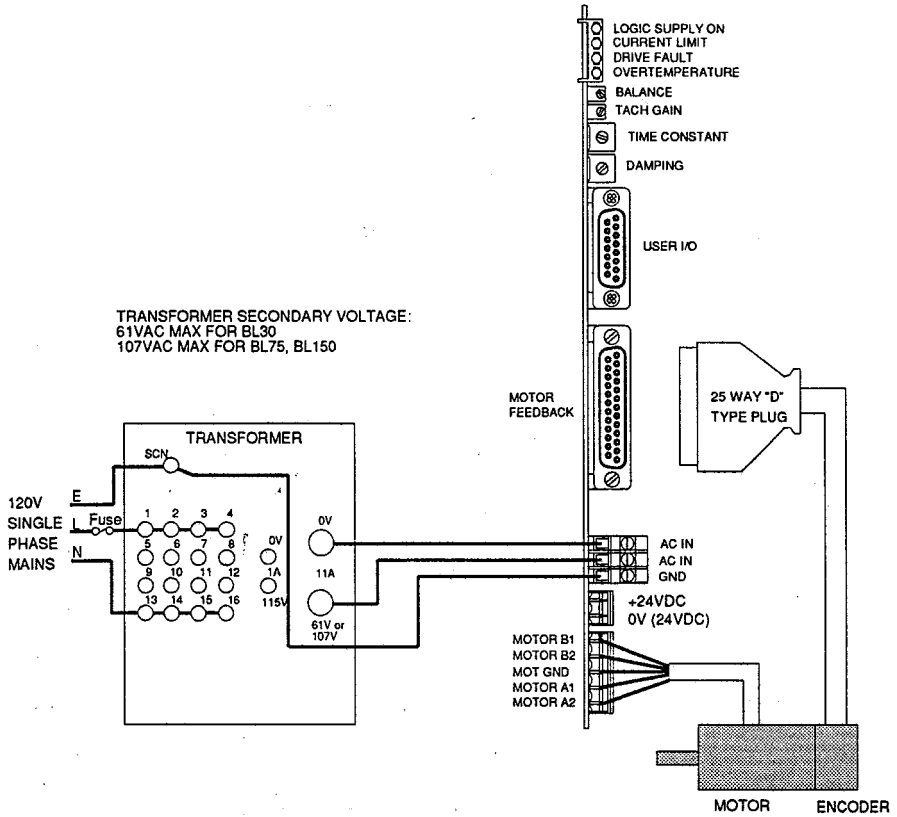 LOGIC SUPPLY ON
CURRENT LIMIT
DRIVE FAULT
OVERTEMPERATURE
BALANCE
TACH GAIN
TIME CONSTANT
DAMPING
USER I/O
TRANSFORMER SECONDARY VOLTAGE:
61VAC MAX FOR BL30
107VAC MAX FOR BL75, BL150
MOTOR
FEEDBACK
25 WAY "D"
TYPE PLUG
TRANSFORMER
SCN
120V
SINGLE
PHASE
MAINS
E
L
Fuse
N
1 2 3 4
5 6 7 8
9 10 11 12
13 14 15 16
0V
1A
115V
0V
11A
61V or
107V
AC IN
AC IN
GND
+24VDC
0V (24VDC)
MOTOR B1
MOTOR B2
MOT GND
MOTOR A1
MOTOR A2
MOTOR
ENCODER